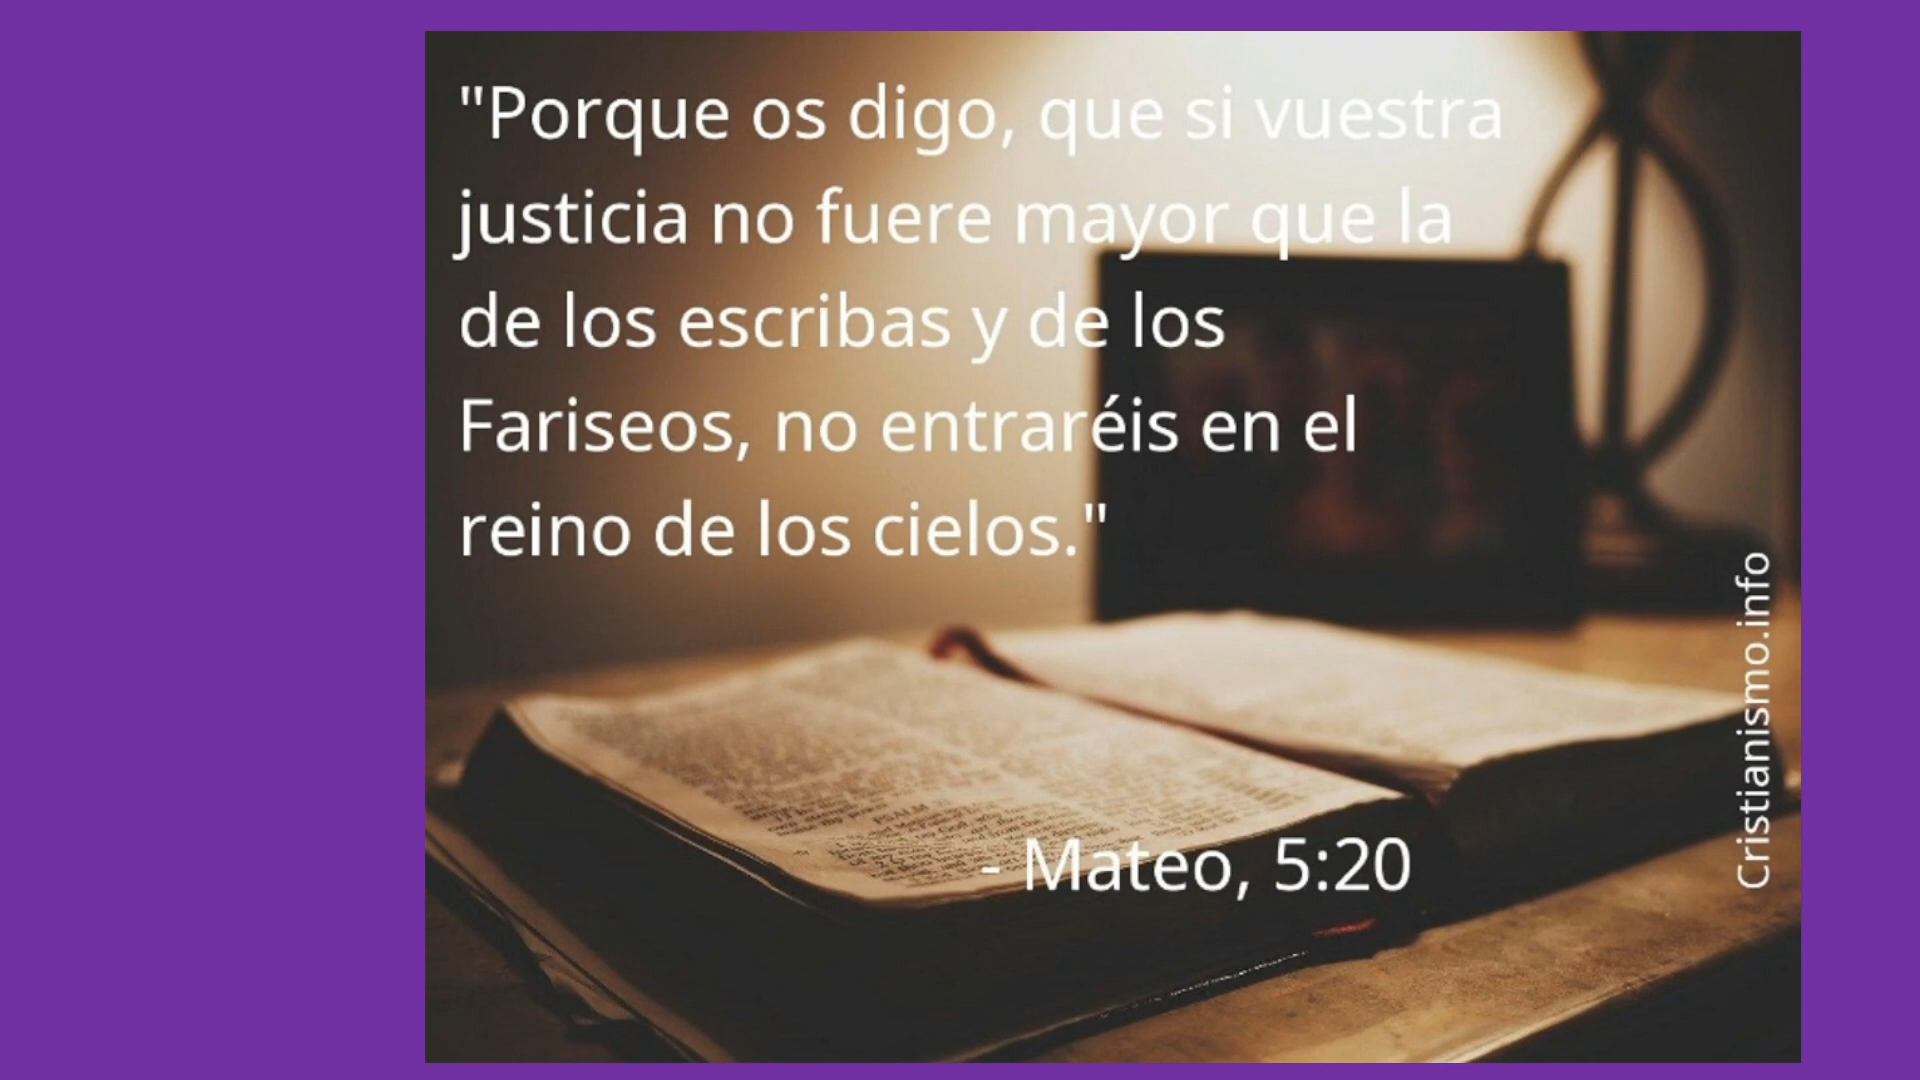 "Porque os digo, que si vuestra
justicia no fuere mayor que la
de los escribas y de los
Fariseos, no entraréis en el
reino de los cielos."
- Mateo, 5:20
Cristianismo.info